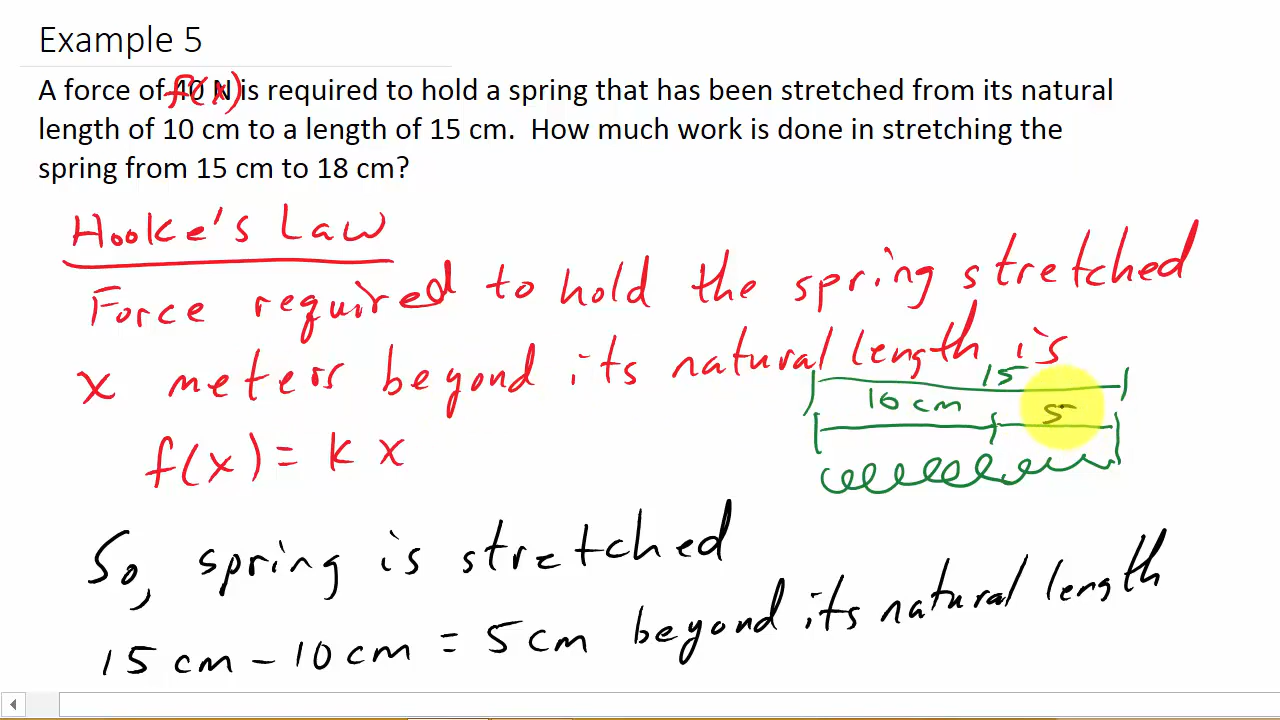 Example 5
A force of 40 N is required to hold a spring that has been stretched from its natural
f(x)
length of 10 cm to a length of 15 cm. How much work is done in stretching the
spring from 15 cm to 18 cm?
Hooke's Law
Force required to hold the spring stretched
x meters beyond its natural length is
15
10 cm 5
f(x) = k x
So, spring is stretched
15 cm - 10 cm = 5 cm beyond its natural length